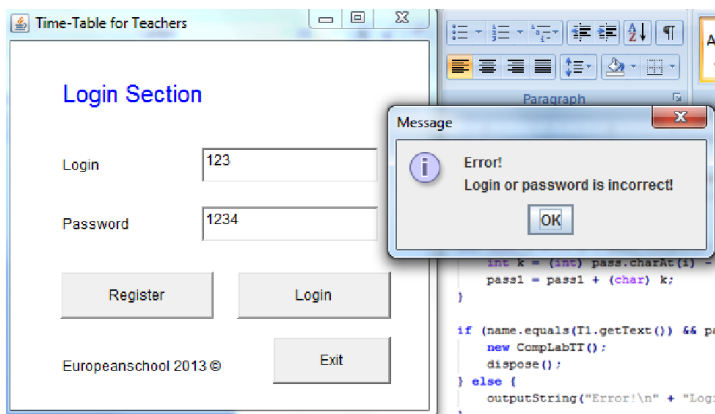 Time-Table for Teachers
Login Section
Login
123
Password
1234
Register
Login
Europeanschool 2013 ©
Exit
Paragraph
Message
Error!
Login or password is incorrect!
OK
int k = (int) pass.charAt(i) -
pass1 = pass1 + (char) k;
}
if (name.equals(T1.getText()) && pa
new CompLabTT();
dispose();
} else {
outputString("Error!\n" + "Logi